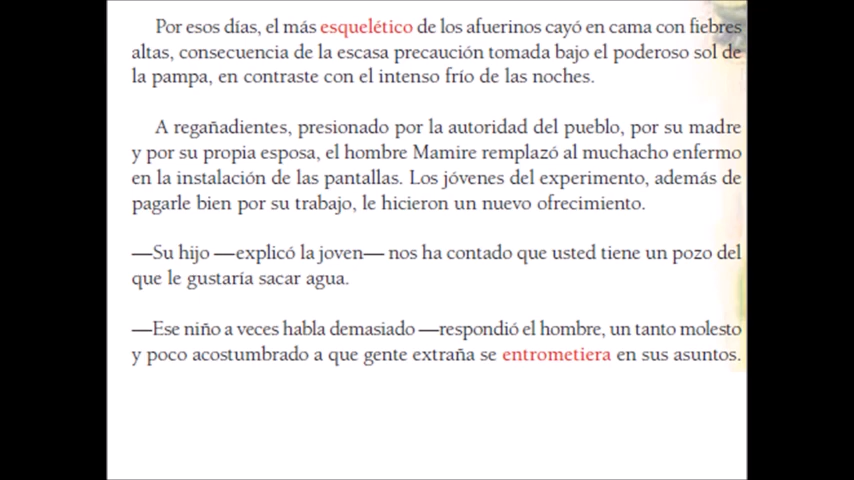 Por esos días, el más esquelético de los afuerinos cayó en cama con fiebres
altas, consecuencia de la escasa precaución tomada bajo el poderoso sol de
la pampa, en contraste con el intenso frío de las noches.
A regañadientes, presionado por la autoridad del pueblo, por su madre
y por su propia esposa, el hombre Mamire remplazó al muchacho enfermo
en la instalación de las pantallas. Los jóvenes del experimento, además de
pagarle bien por su trabajo, le hicieron un nuevo ofrecimiento.
—Su hijo —explicó la joven— nos ha contado que usted tiene un pozo del
que le gustaría sacar agua.
—Ese niño a veces habla demasiado —respondió el hombre, un tanto molesto
y poco acostumbrado a que gente extraña se entrometiera en sus asuntos.